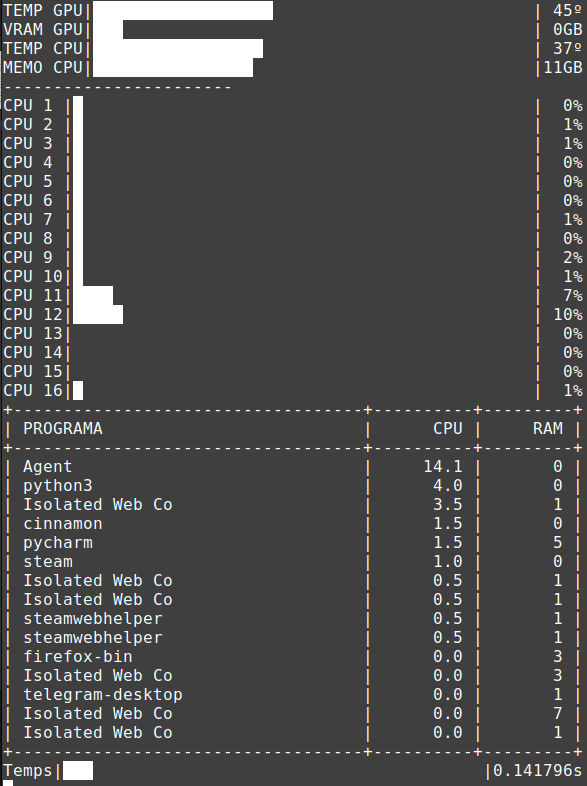 TEMP GPU| | 45º
VRAM GPU| | 0GB
TEMP CPU| | 37º
MEMO CPU| |11GB
-----------------------
CPU 1 | | 0%
CPU 2 | | 1%
CPU 3 | | 1%
CPU 4 | | 0%
CPU 5 | | 0%
CPU 6 | | 0%
CPU 7 | | 1%
CPU 8 | | 0%
CPU 9 | | 2%
CPU 10| | 1%
CPU 11| | 7%
CPU 12| | 10%
CPU 13| | 0%
CPU 14| | 0%
CPU 15| | 0%
CPU 16| | 1%
+-----------------------------------+----------+---------+
| PROGRAMA | CPU | RAM |
+-----------------------------------+----------+---------+
| Agent | 14.1 | 0 |
| python3 | 4.0 | 0 |
| Isolated Web Co | 3.5 | 1 |
| cinnamon | 1.5 | 0 |
| pycharm | 1.5 | 5 |
| steam | 1.0 | 0 |
| Isolated Web Co | 0.5 | 1 |
| Isolated Web Co | 0.5 | 1 |
| steamwebhelper | 0.5 | 1 |
| steamwebhelper | 0.5 | 1 |
| firefox-bin | 0.0 | 3 |
| Isolated Web Co | 0.0 | 3 |
| telegram-desktop | 0.0 | 1 |
| Isolated Web Co | 0.0 | 7 |
| Isolated Web Co | 0.0 | 1 |
+-----------------------------------+----------+---------+
Temps| |0.141796s